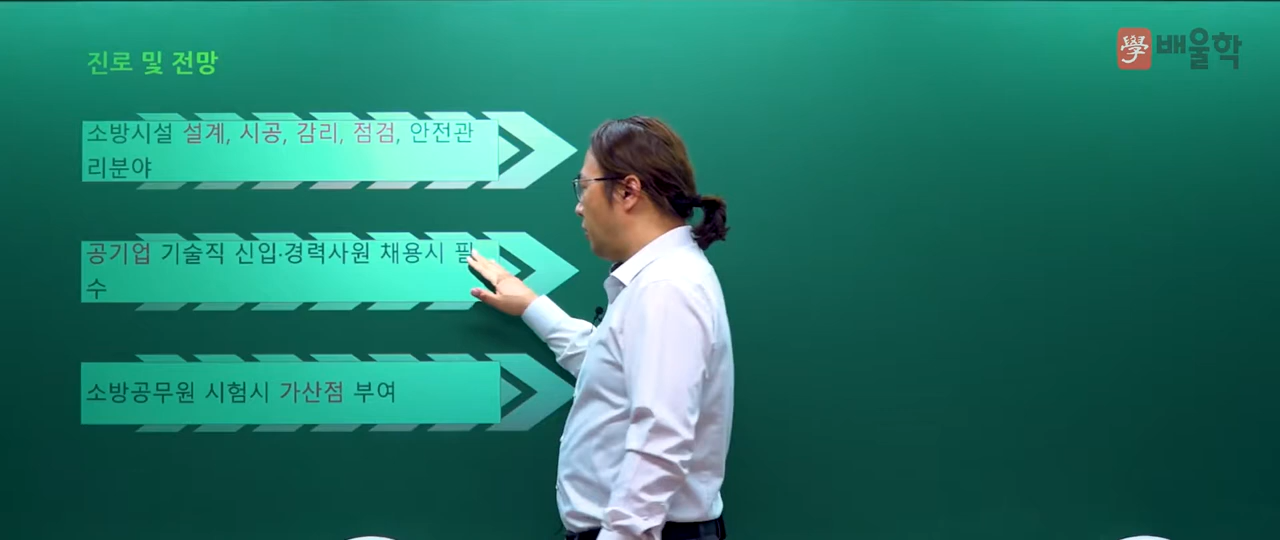 진로 및 전망
學 배울학
소방시설 설계, 시공, 감리, 점검, 안전관
리분야
공기업 기술직 신입·경력사원 채용시 필
수
소방공무원 시험시 가산점 부여